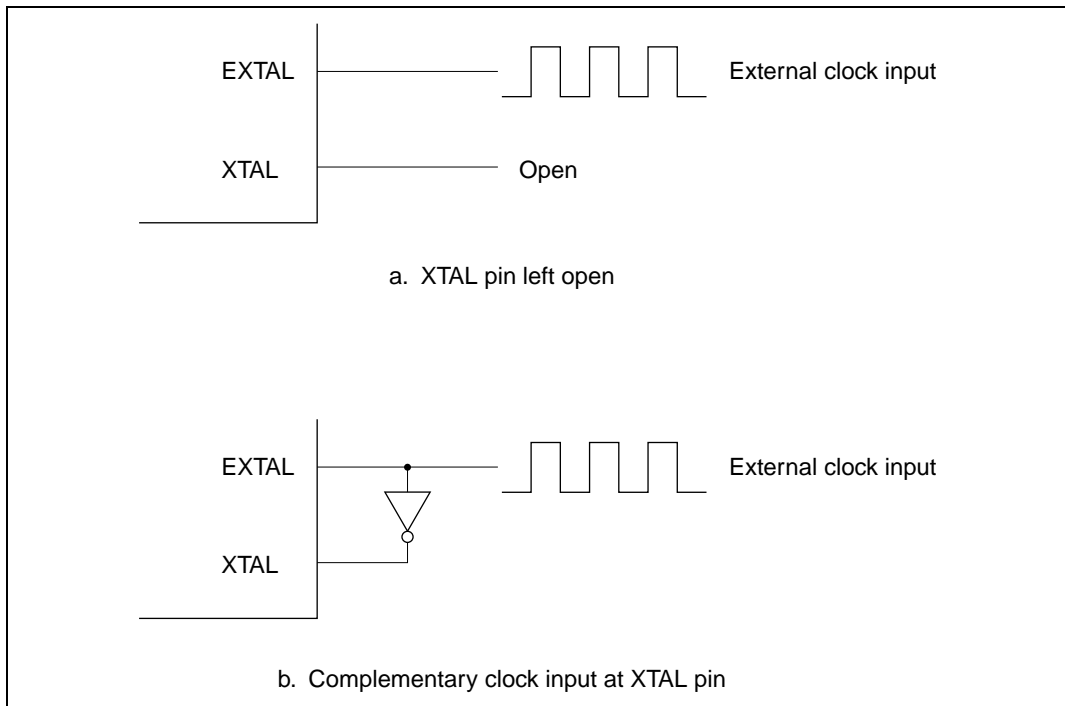 EXTAL External clock input
XTAL Open
a. XTAL pin left open
EXTAL External clock input
XTAL
b. Complementary clock input at XTAL pin